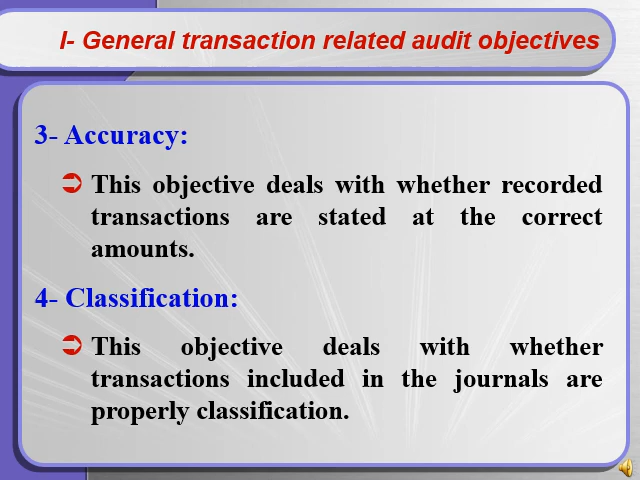 I- General transaction related audit objectives
3- Accuracy:
This objective deals with whether recorded
transactions are stated at the correct
amounts.
4- Classification:
This objective deals with whether
transactions included in the journals are
properly classification.